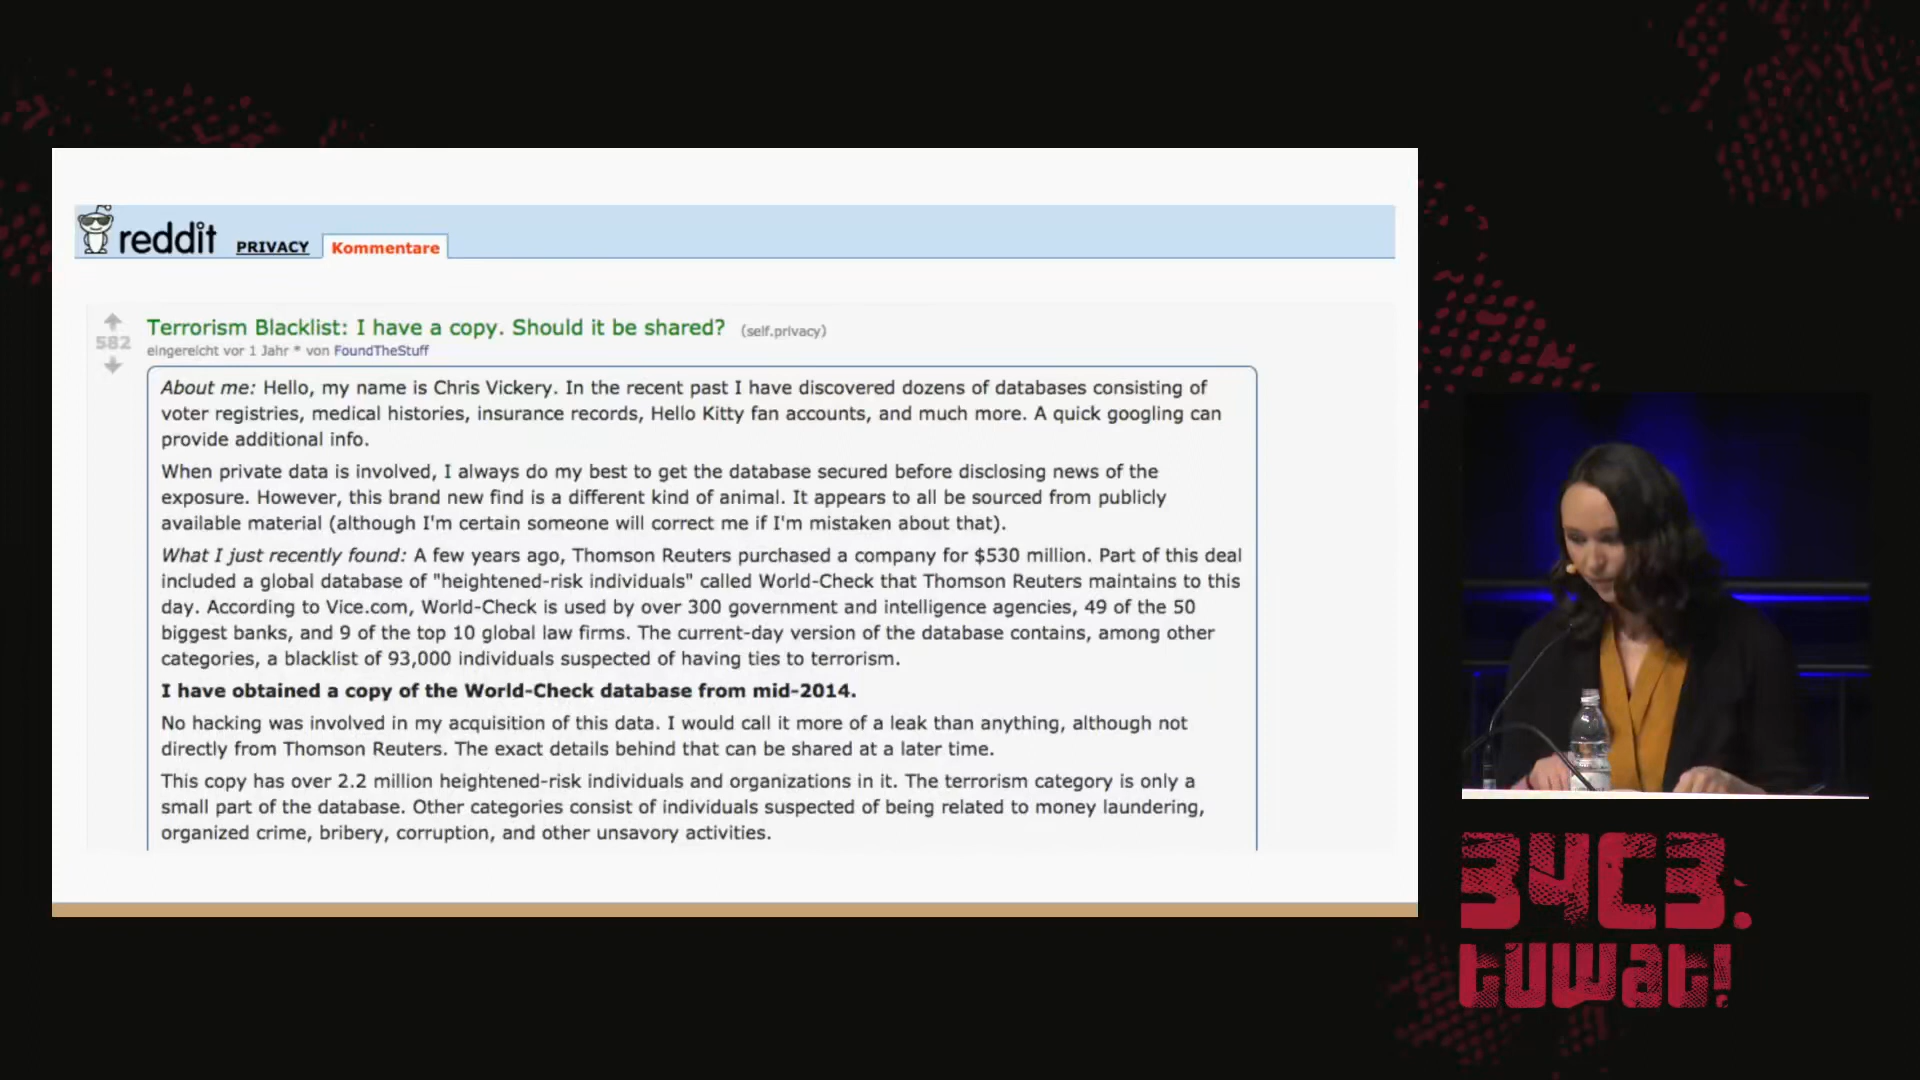 reddit PRIVACY Kommentare
Terrorism Blacklist: I have a copy. Should it be shared? (self.privacy)
582
eingereicht vor 1 Jahr * von FoundTheStuff
About me: Hello, my name is Chris Vickery. In the recent past I have discovered dozens of databases consisting of
voter registries, medical histories, insurance records, Hello Kitty fan accounts, and much more. A quick googling can
provide additional info.
When private data is involved, I always do my best to get the database secured before disclosing news of the
exposure. However, this brand new find is a different kind of animal. It appears to all be sourced from publicly
available material (although I'm certain someone will correct me if I'm mistaken about that).
What I just recently found: A few years ago, Thomson Reuters purchased a company for $530 million. Part of this deal
included a global database of "heightened-risk individuals" called World-Check that Thomson Reuters maintains to this
day. According to Vice.com, World-Check is used by over 300 government and intelligence agencies, 49 of the 50
biggest banks, and 9 of the top 10 global law firms. The current-day version of the database contains, among other
categories, a blacklist of 93,000 individuals suspected of having ties to terrorism.
I have obtained a copy of the World-Check database from mid-2014.
No hacking was involved in my acquisition of this data. I would call it more of a leak than anything, although not
directly from Thomson Reuters. The exact details behind that can be shared at a later time.
This copy has over 2.2 million heightened-risk individuals and organizations in it. The terrorism category is only a
small part of the database. Other categories consist of individuals suspected of being related to money laundering,
organized crime, bribery, corruption, and other unsavory activities.
34C3.
tuwat!